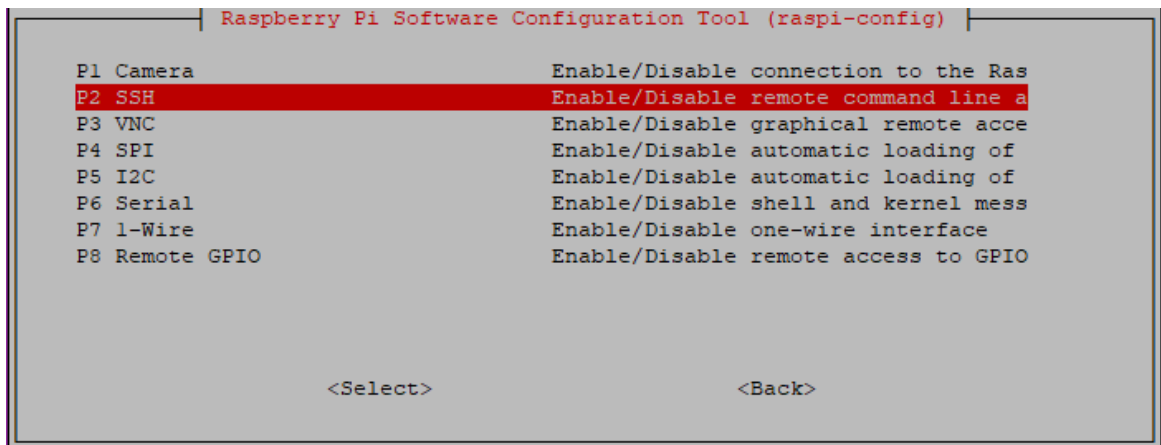 Raspberry Pi Software Configuration Tool (raspi-config)
P1 Camera Enable/Disable connection to the Ras
P2 SSH Enable/Disable remote command line a
P3 VNC Enable/Disable graphical remote acce
P4 SPI Enable/Disable automatic loading of
P5 I2C Enable/Disable automatic loading of
P6 Serial Enable/Disable shell and kernel mess
P7 1-Wire Enable/Disable one-wire interface
P8 Remote GPIO Enable/Disable remote access to GPIO
<Select> <Back>